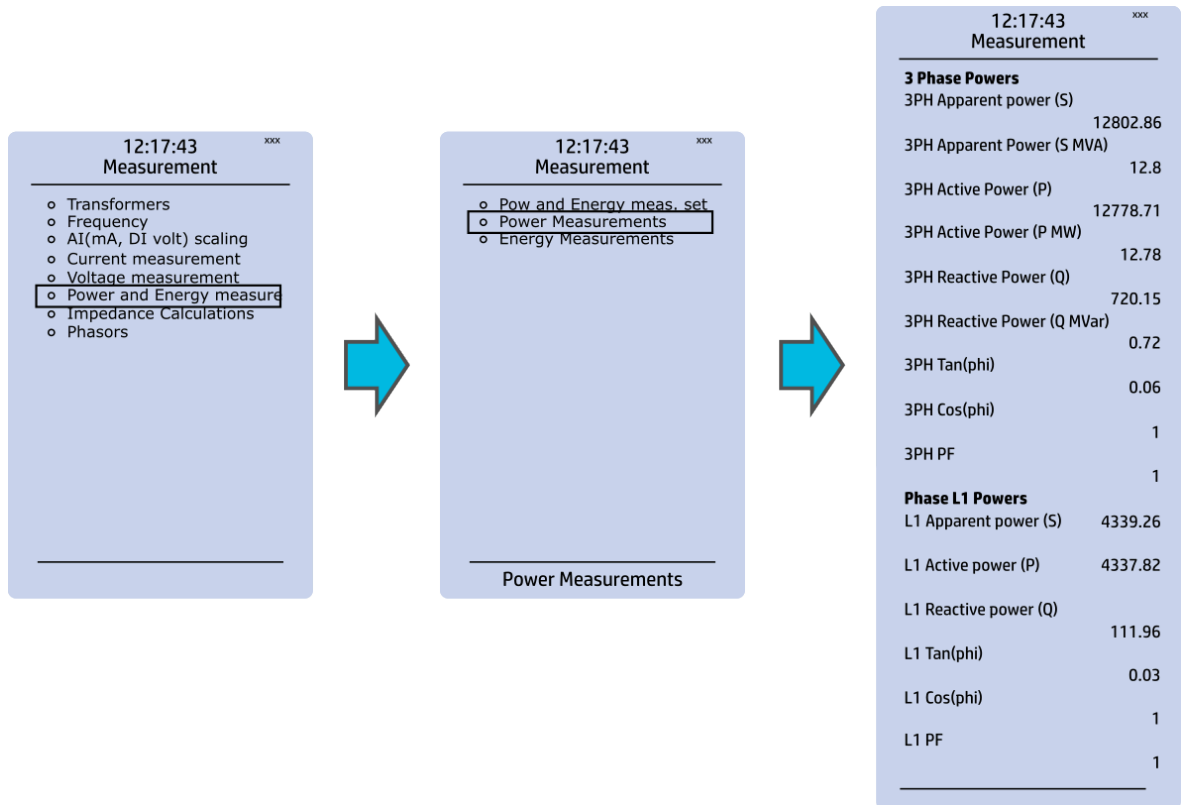 12:17:43 xxx
Measurement
Transformers
Frequency
AI(mA, DI volt) scaling
Current measurement
Voltage measurement
Power and Energy measure
Impedance Calculations
Phasors
12:17:43 xxx
Measurement
Pow and Energy meas. set
Power Measurements
Energy Measurements
Power Measurements
12:17:43 xxx
Measurement
3 Phase Powers
3PH Apparent power (S)
12802.86
3PH Apparent Power (S MVA)
12.8
3PH Active Power (P)
12778.71
3PH Active Power (P MW)
12.78
3PH Reactive Power (Q)
720.15
3PH Reactive Power (Q MVar)
0.72
3PH Tan(phi)
0.06
3PH Cos(phi)
1
3PH PF
1
Phase L1 Powers
L1 Apparent power (S) 4339.26
L1 Active power (P) 4337.82
L1 Reactive power (Q)
111.96
L1 Tan(phi)
0.03
L1 Cos(phi)
1
L1 PF
1